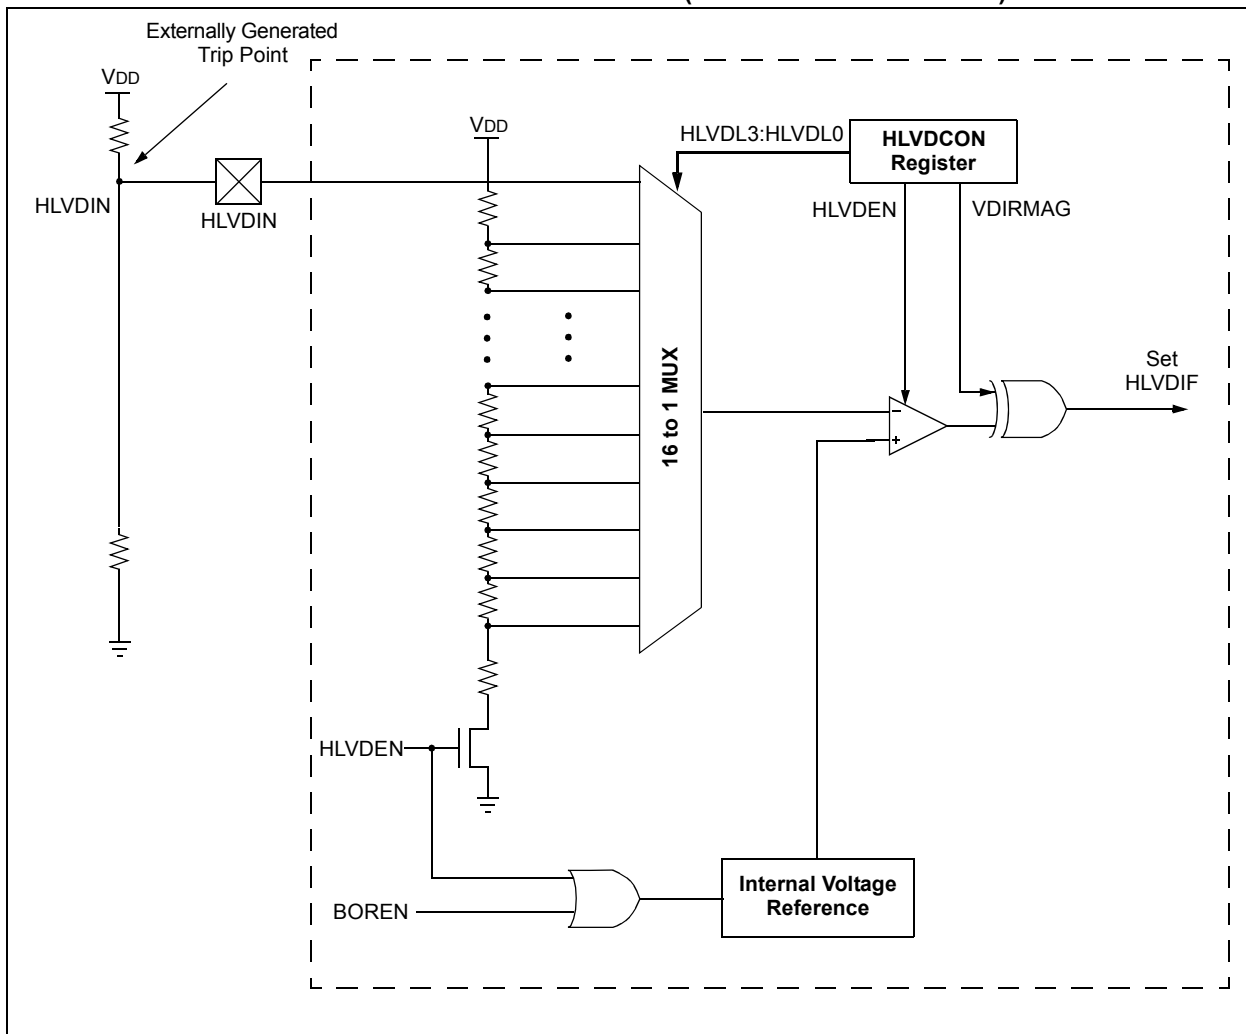 Externally Generated
Trip Point
VDD
VDD
HLVDL3:HLVDL0
HLVDCON
Register
HLVDIN
HLVDIN
HLVDEN
VDIRMAG
16 to 1 MUX
Set
HLVDIF
–
+
HLVDEN
BOREN
Internal Voltage
Reference